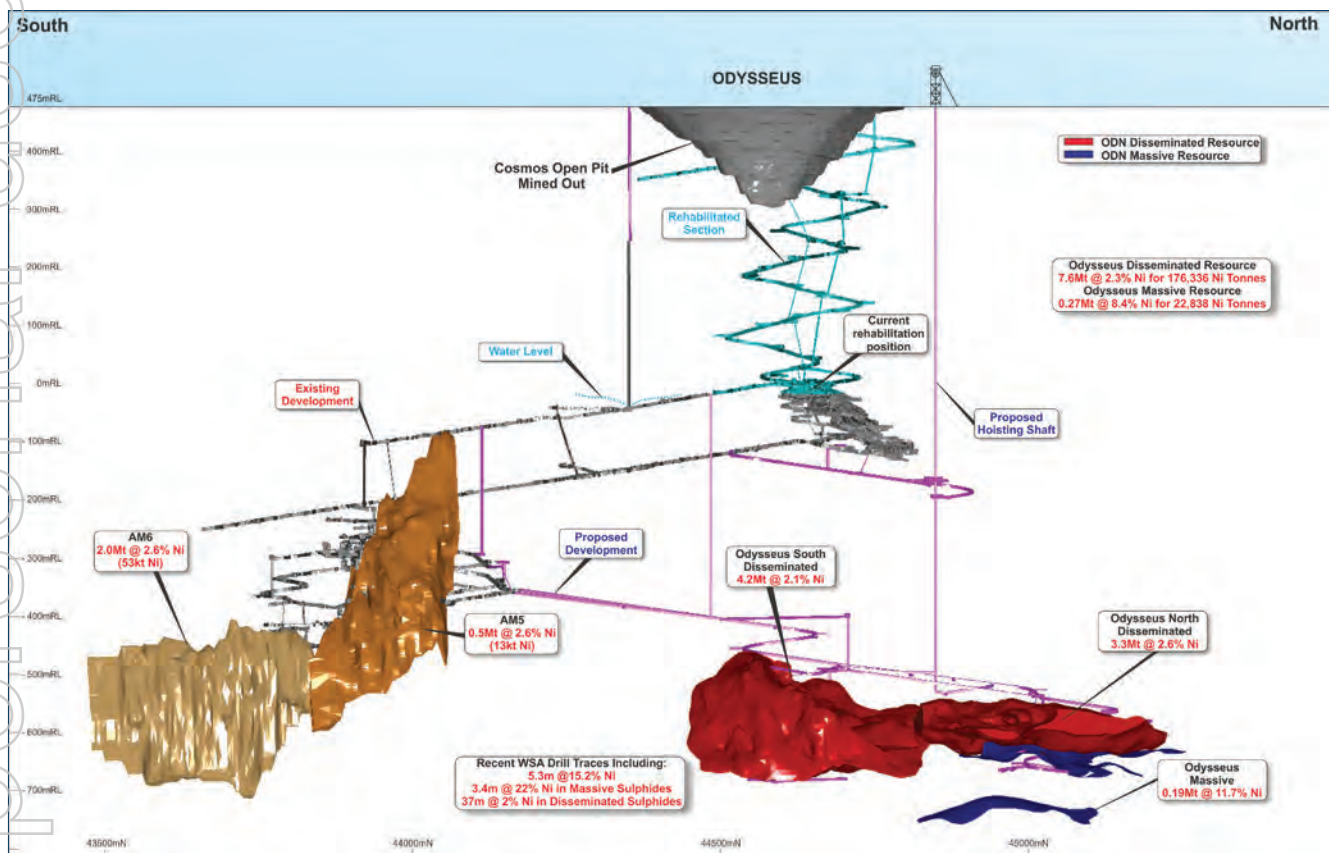 South
North
ODYSSEUS
475mRL
400mRL
300mRL
200mRL
100mRL
0mRL
-100mRL
-200mRL
-300mRL
-400mRL
-500mRL
-600mRL
-700mRL
Cosmos Open Pit
Mined Out
ODN Disseminated Resource
ODN Massive Resource
Rehabilitated
Section
Odysseus Disseminated Resource
7.6Mt @ 2.3% Ni for 176,336 Ni Tonnes
Odysseus Massive Resource
0.27Mt @ 8.4% Ni for 22,838 Ni Tonnes
Current
rehabilitation
position
Water Level
Existing
Development
Proposed
Hoisting Shaft
AM6
2.0Mt @ 2.6% Ni
(53kt Ni)
Proposed
Development
Odysseus South
Disseminated
4.2Mt @ 2.1% Ni
AM5
0.5Mt @ 2.6% Ni
(13kt Ni)
Odysseus North
Disseminated
3.3Mt @ 2.6% Ni
Recent WSA Drill Traces Including:
5.3m @15.2% Ni
3.4m @ 22% Ni in Massive Sulphides
37m @ 2% Ni in Disseminated Sulphides
Odysseus
Massive
0.19Mt @ 11.7% Ni
43500mN
44000mN
44500mN
45000mN